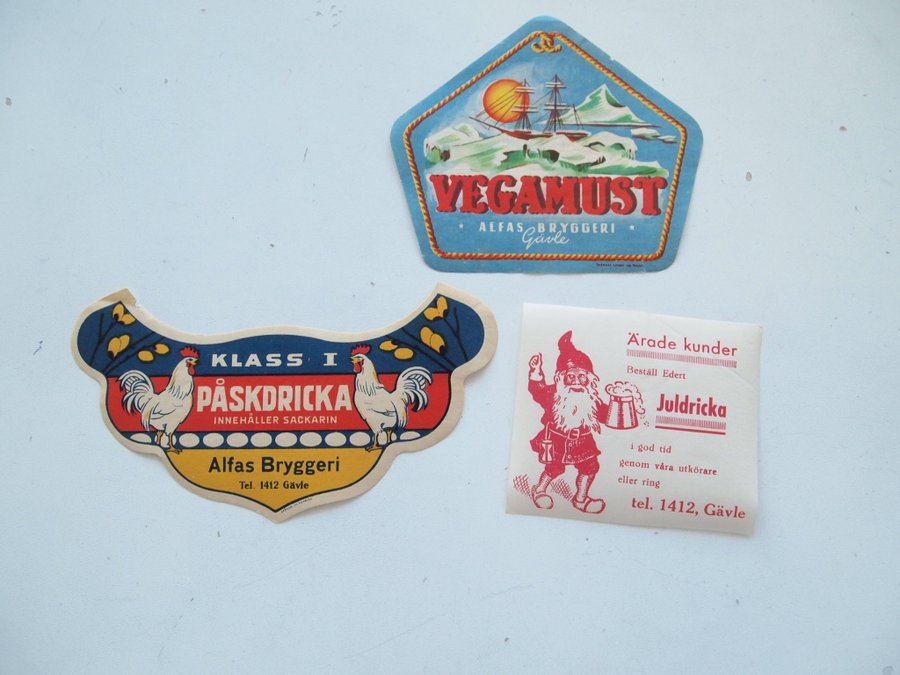 VEGAMUST
* ALFAS BRYGGERI *
Gävle
KLASS I
PÅSKDRICKA
INNEHÅLLER SACKARIN
Alfas Bryggeri
Tel. 1412 Gävle
Ärade kunder
Beställ Edert
Juldricka
i god tid
genom våra utkörare
eller ring
tel. 1412, Gävle